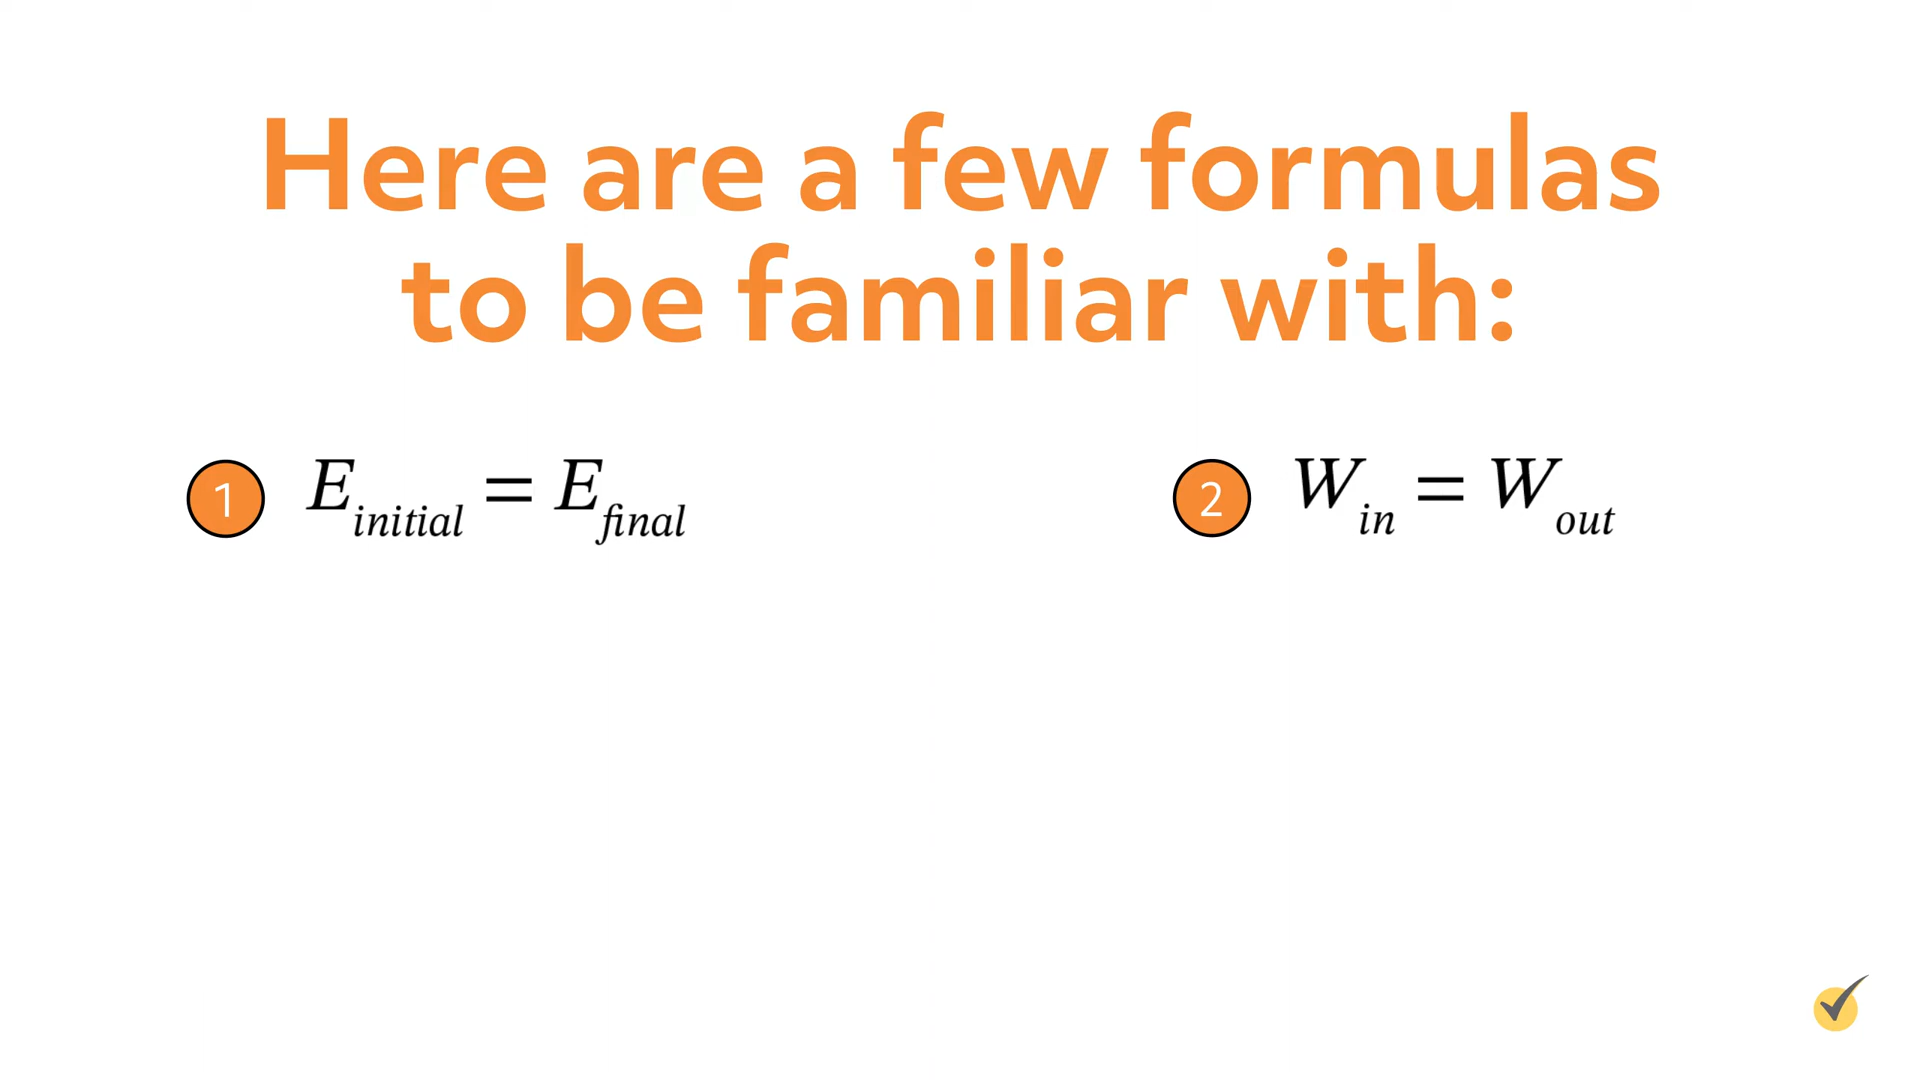 Here are a few formulas
to be familiar with:
1 E_initial = E_final
2 W_in = W_out